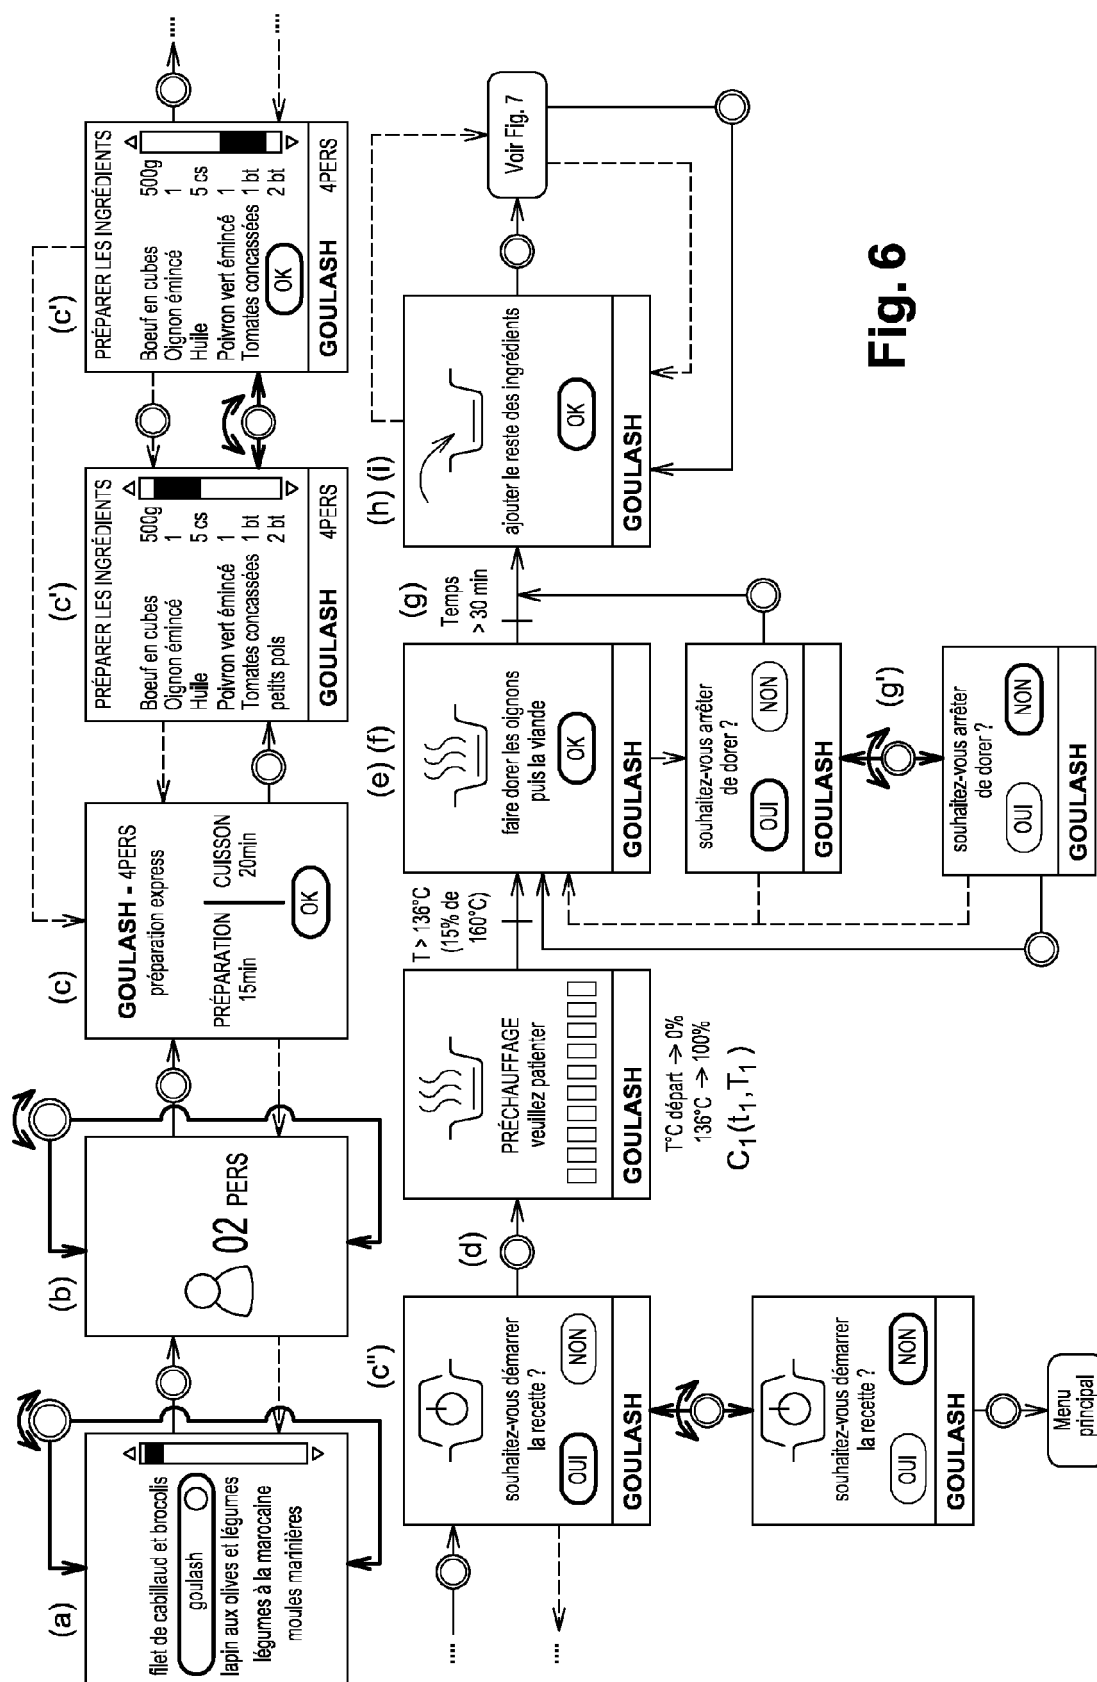 (a)
filet de cabillaud et brocolis
goulash
lapin aux olives et légumes
légumes à la marocaine
moules marinières
(b)
02 PERS
(c)
GOULASH - 4PERS
préparation express
PRÉPARATION
15min
CUISSON
20min
OK
(c')
PRÉPARER LES INGRÉDIENTS
Boeuf en cubes 500g
Oignon émincé 1
Huile 5 cs
Poivron vert émincé 1
Tomates concassées 1 bt
petits pois 2 bt
GOULASH 4PERS
(c')
PRÉPARER LES INGRÉDIENTS
Boeuf en cubes 500g
Oignon émincé 1
Huile 5 cs
Poivron vert émincé 1
Tomates concassées 1 bt
2 bt
OK
GOULASH 4PERS
....
....
....
....
(c'')
souhaitez-vous démarrer
la recette ?
OUI NON
GOULASH
souhaitez-vous démarrer
la recette ?
OUI NON
GOULASH
Menu
principal
(d)
PRÉCHAUFFAGE
veuillez patienter
GOULASH
T°C départ → 0%
136°C → 100%
C1(t1,T1)
T > 136°C
(15% de
160°C)
(e) (f)
faire dorer les oignons
puis la viande
OK
GOULASH
souhaitez-vous arrêter
de dorer ?
OUI NON
GOULASH
(g')
souhaitez-vous arrêter
de dorer ?
OUI NON
GOULASH
(g)
Temps
> 30 min
(h) (i)
ajouter le reste des ingrédients
OK
GOULASH
Voir Fig. 7
Fig. 6